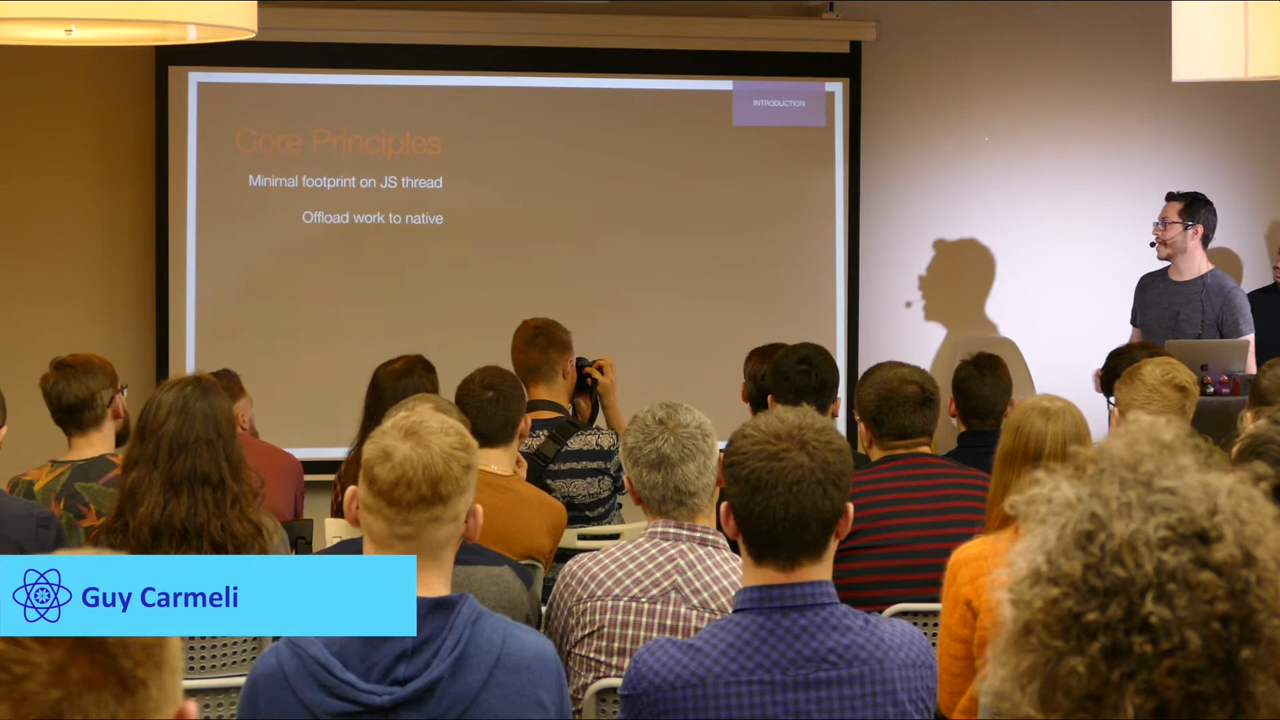 INTRODUCTION
Core Principles
Minimal footprint on JS thread
Offload work to native
Guy Carmeli